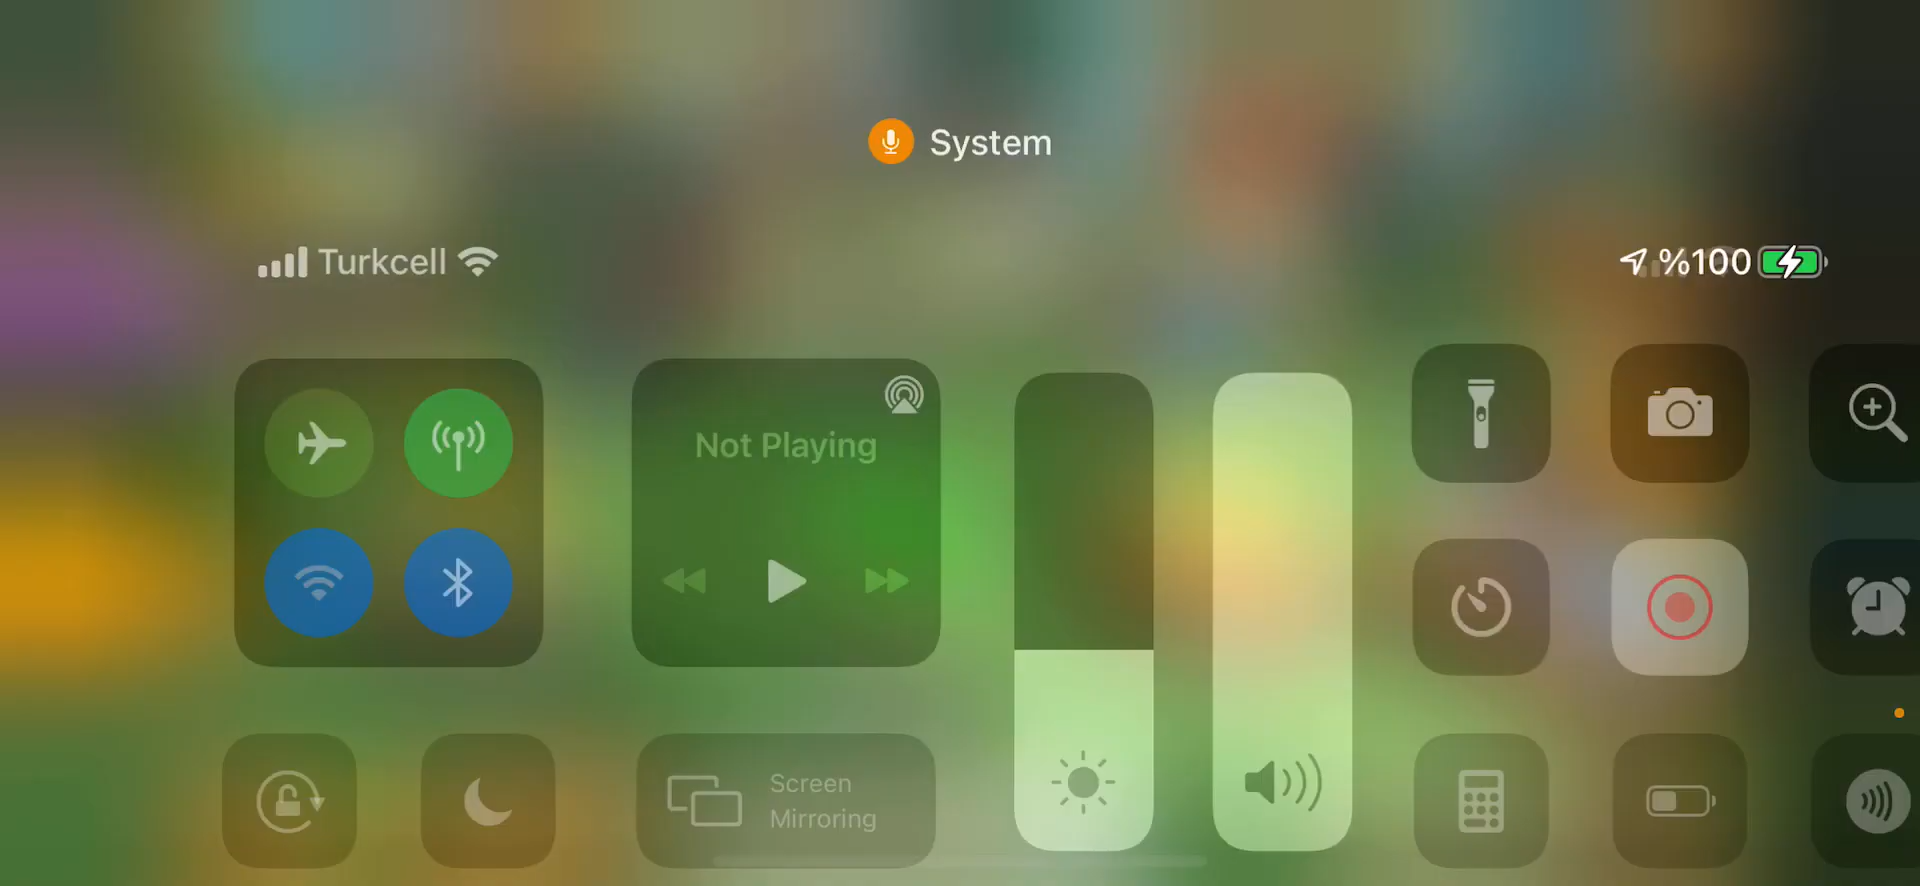 System
Turkcell
%100
Not Playing
Screen
Mirroring